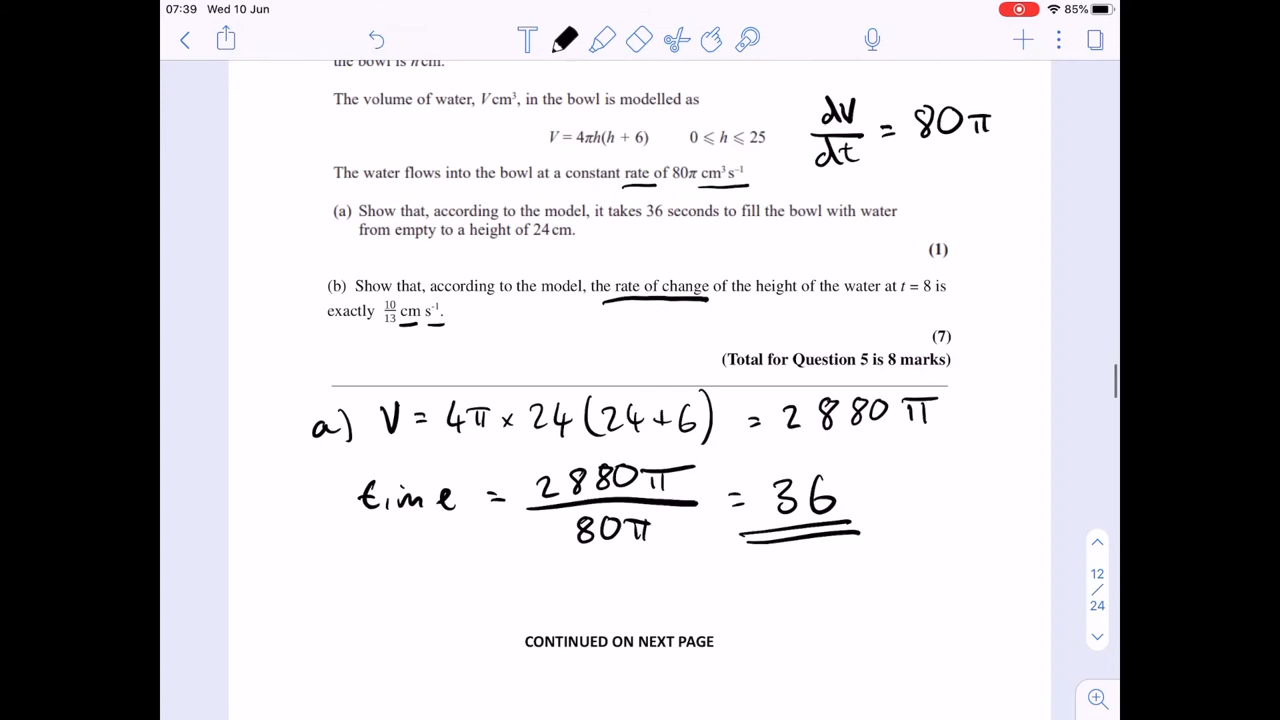 07:39 Wed 10 Jun
85%
the bowl is h cm.
The volume of water, V cm³, in the bowl is modelled as
V = 4πh(h + 6) 0 ⩽ h ⩽ 25
dV/dt = 80π
The water flows into the bowl at a constant rate of 80π cm³ s⁻¹
(a) Show that, according to the model, it takes 36 seconds to fill the bowl with water
from empty to a height of 24 cm.
(1)
(b) Show that, according to the model, the rate of change of the height of the water at t = 8 is
exactly 10/13 cm s⁻¹.
(7)
(Total for Question 5 is 8 marks)
a) V = 4π × 24 (24+6) = 2880π
time = 2880π/80π = 36
12
/
24
CONTINUED ON NEXT PAGE